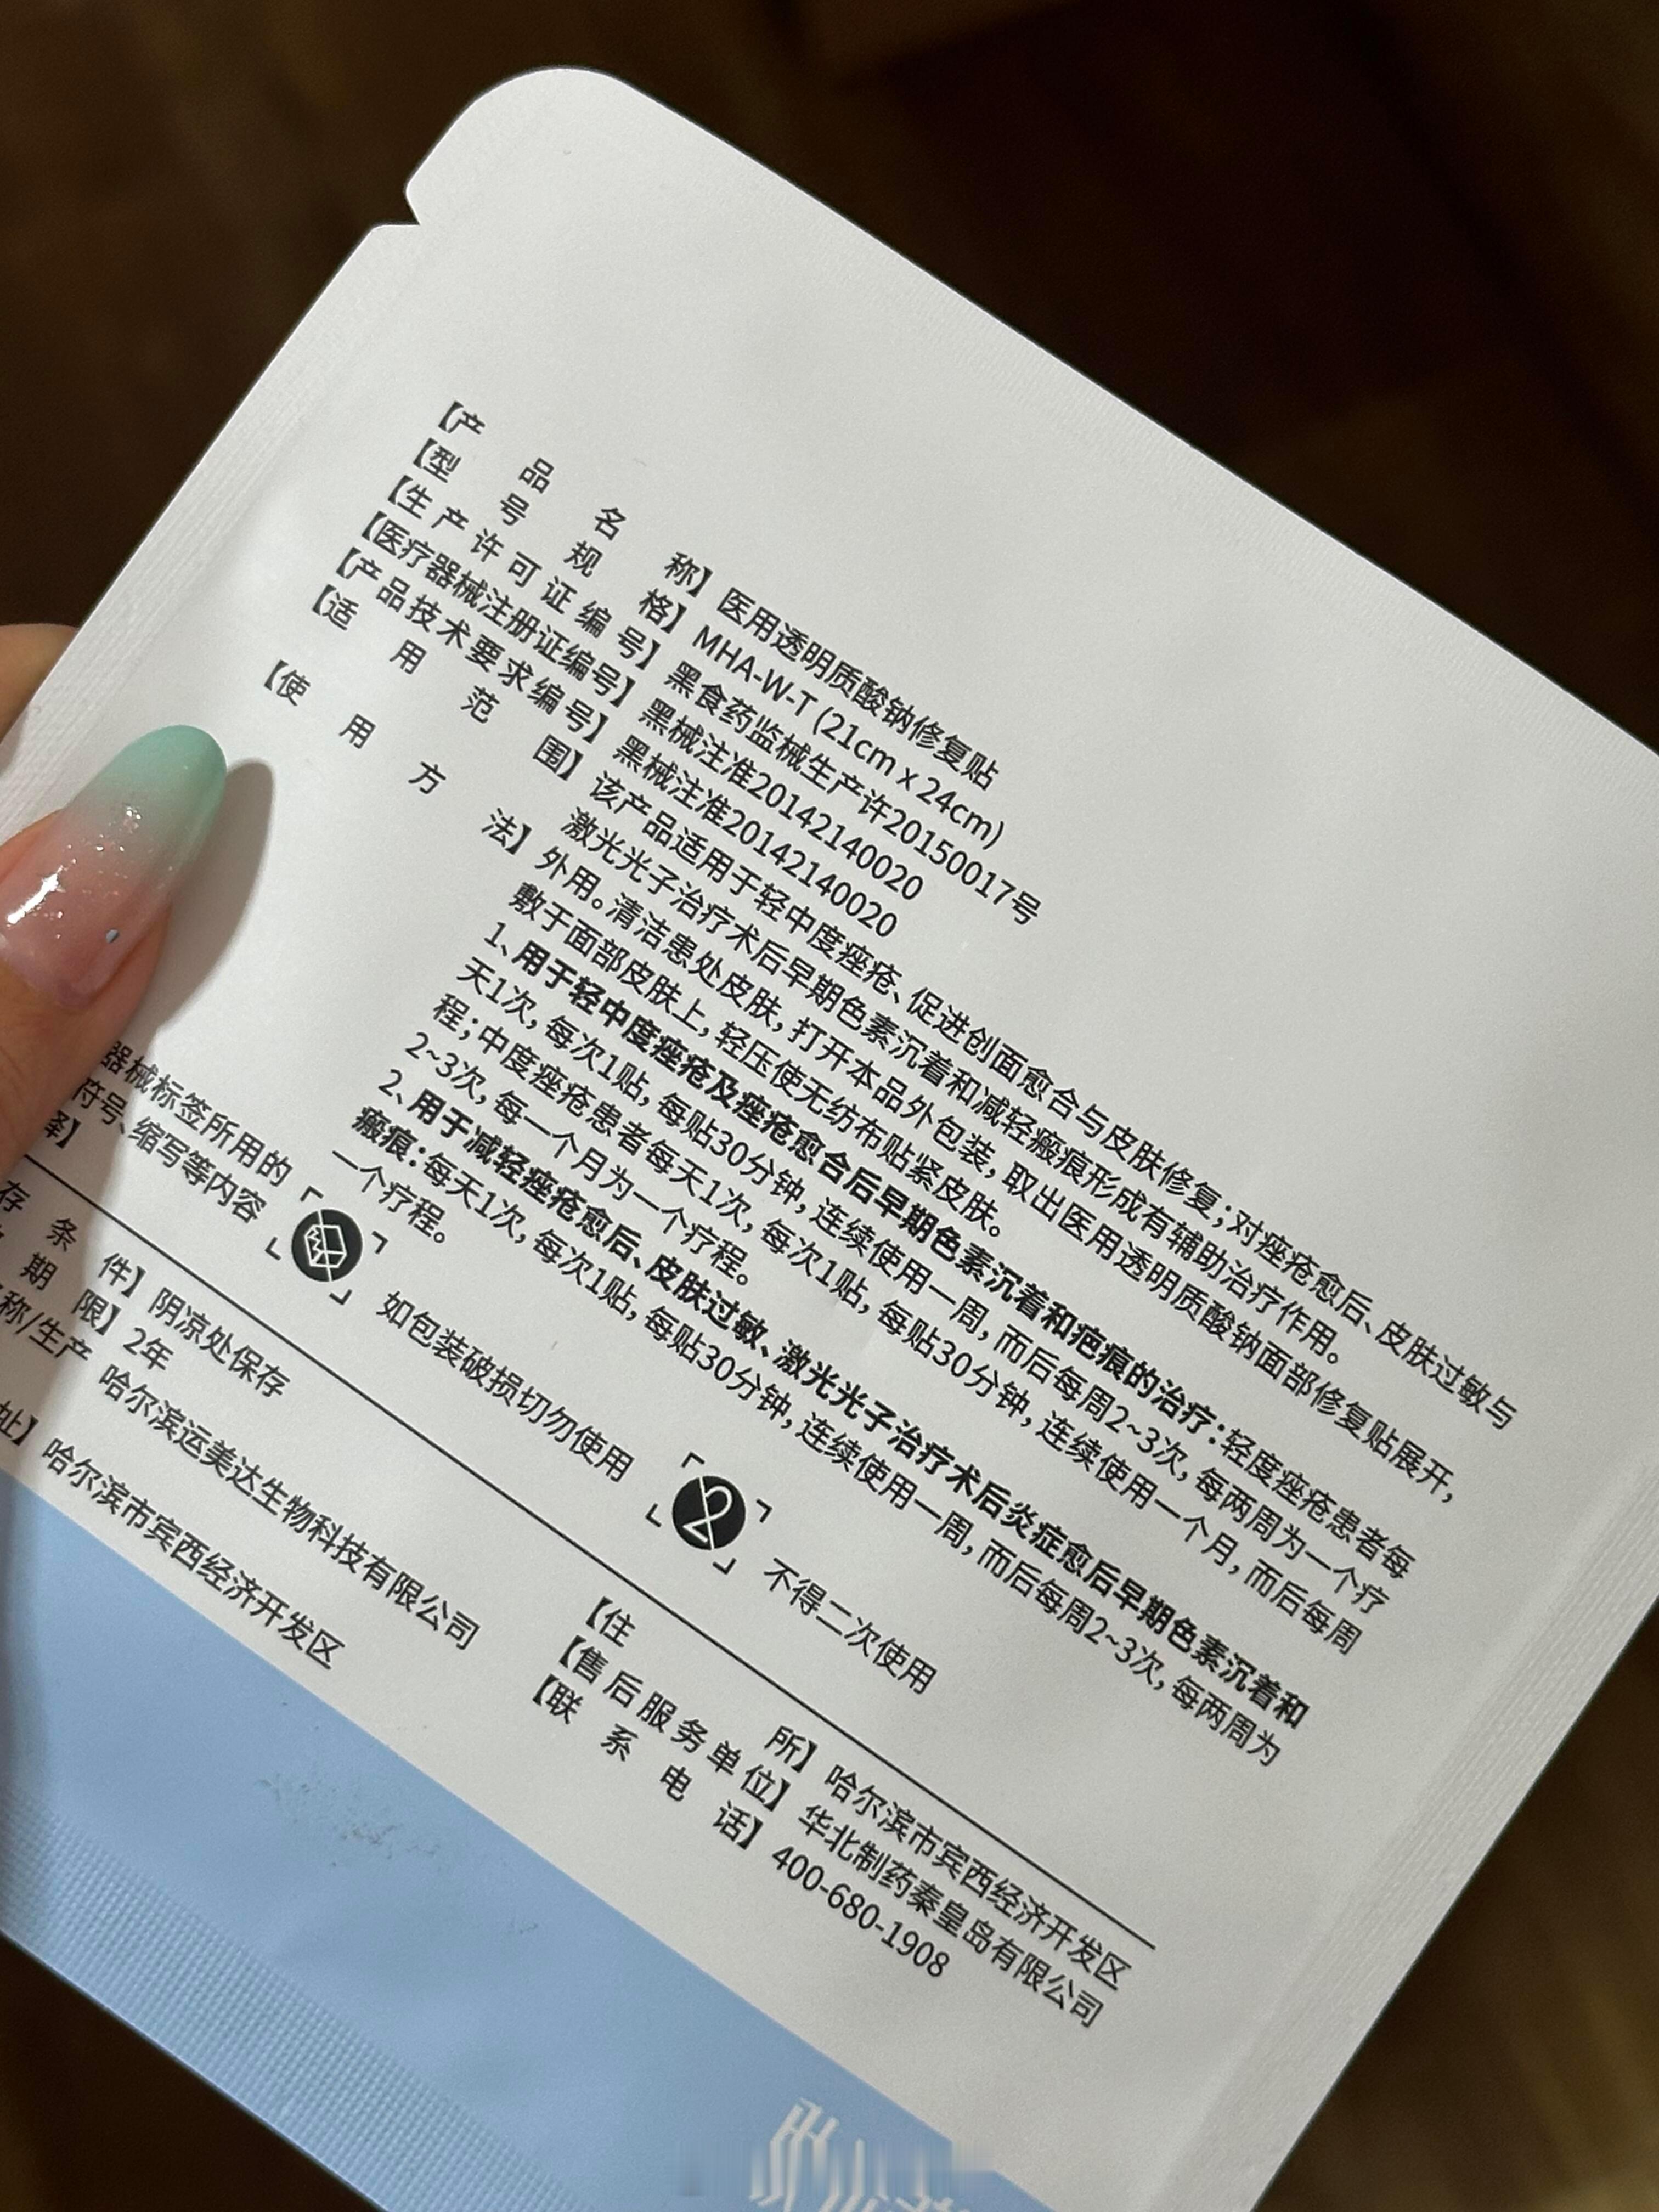 【产品名称】医用透明质酸钠修复贴
【型号规格】MHA-W-T (21cm x 24cm)
【生产许可证编号】黑食药监械生产许20150017号
【医疗器械注册证编号】黑械注准20142140020
【产品技术要求编号】黑械注准20142140020
【适用范围】该产品适用于轻中度痤疮、促进创面愈合与皮肤修复；对痤疮愈后、皮肤过敏与
激光光子治疗术后早期色素沉着和减轻瘢痕形成有辅助治疗作用。
【使用方法】外用。清洁患处皮肤，打开本品外包装，取出医用透明质酸钠面部修复贴展开，
敷于面部皮肤上，轻压使无纺布贴紧皮肤。
1、用于轻中度痤疮及痤疮愈合后早期色素沉着和疤痕的治疗：轻度痤疮患者每
天1次，每次1贴，每贴30分钟，连续使用一周，而后每周2~3次，每两周为一个疗
程；中度痤疮患者每天1次，每次1贴，每贴30分钟，连续使用一个月，而后每周
2~3次，每一个月为一个疗程。
2、用于减轻痤疮愈后、皮肤过敏、激光光子治疗术后炎症愈后早期色素沉着和
瘢痕：每天1次，每次1贴，每贴30分钟，连续使用一周，而后每周2~3次，每两周为
一个疗程。
器械标签所用的
符号、缩写等内容
释】
如包装破损切勿使用
2
不得二次使用
存条件】阴凉处保存
期限】2年
称/生产 哈尔滨运美达生物科技有限公司
址】哈尔滨市宾西经济开发区
【住所】哈尔滨市宾西经济开发区
【售后服务单位】华北制药秦皇岛有限公司
【联系电话】400-680-1908